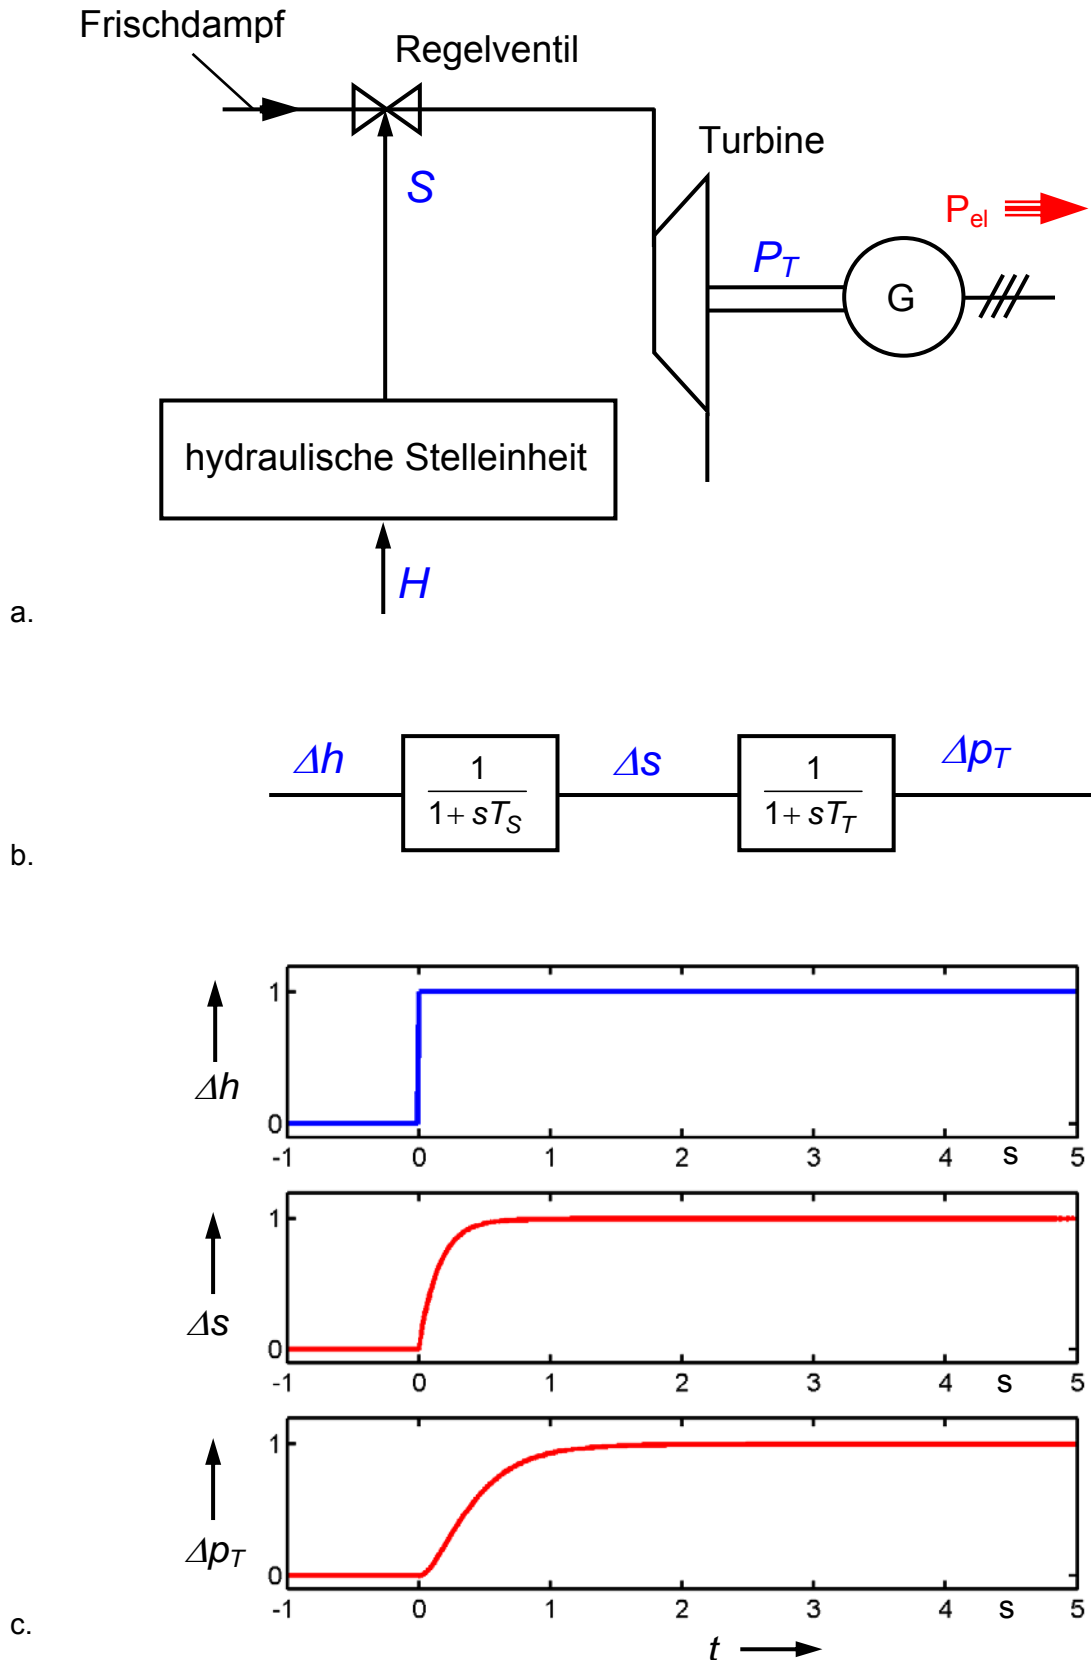 Frischdampf
Regelventil
Turbine
S
P_el
P_T
G
hydraulische Stelleinheit
H
a.
Δh
1
1+ sT_S
Δs
1
1+ sT_T
Δp_T
b.
1
Δh
0
-1 0 1 2 3 4 s 5
1
Δs
0
-1 0 1 2 3 4 s 5
1
Δp_T
0
-1 0 1 2 3 4 s 5
c.
t